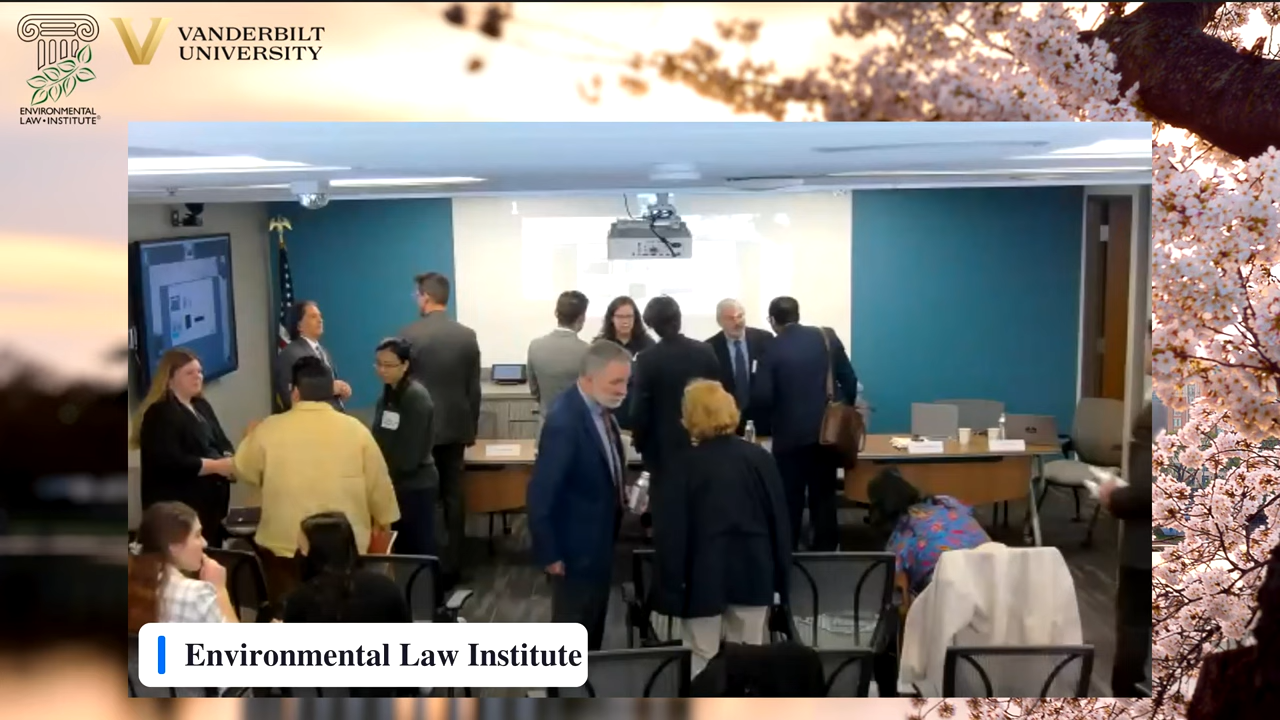 VANDERBILT
UNIVERSITY
ENVIRONMENTAL
LAW•INSTITUTE®
Environmental Law Institute